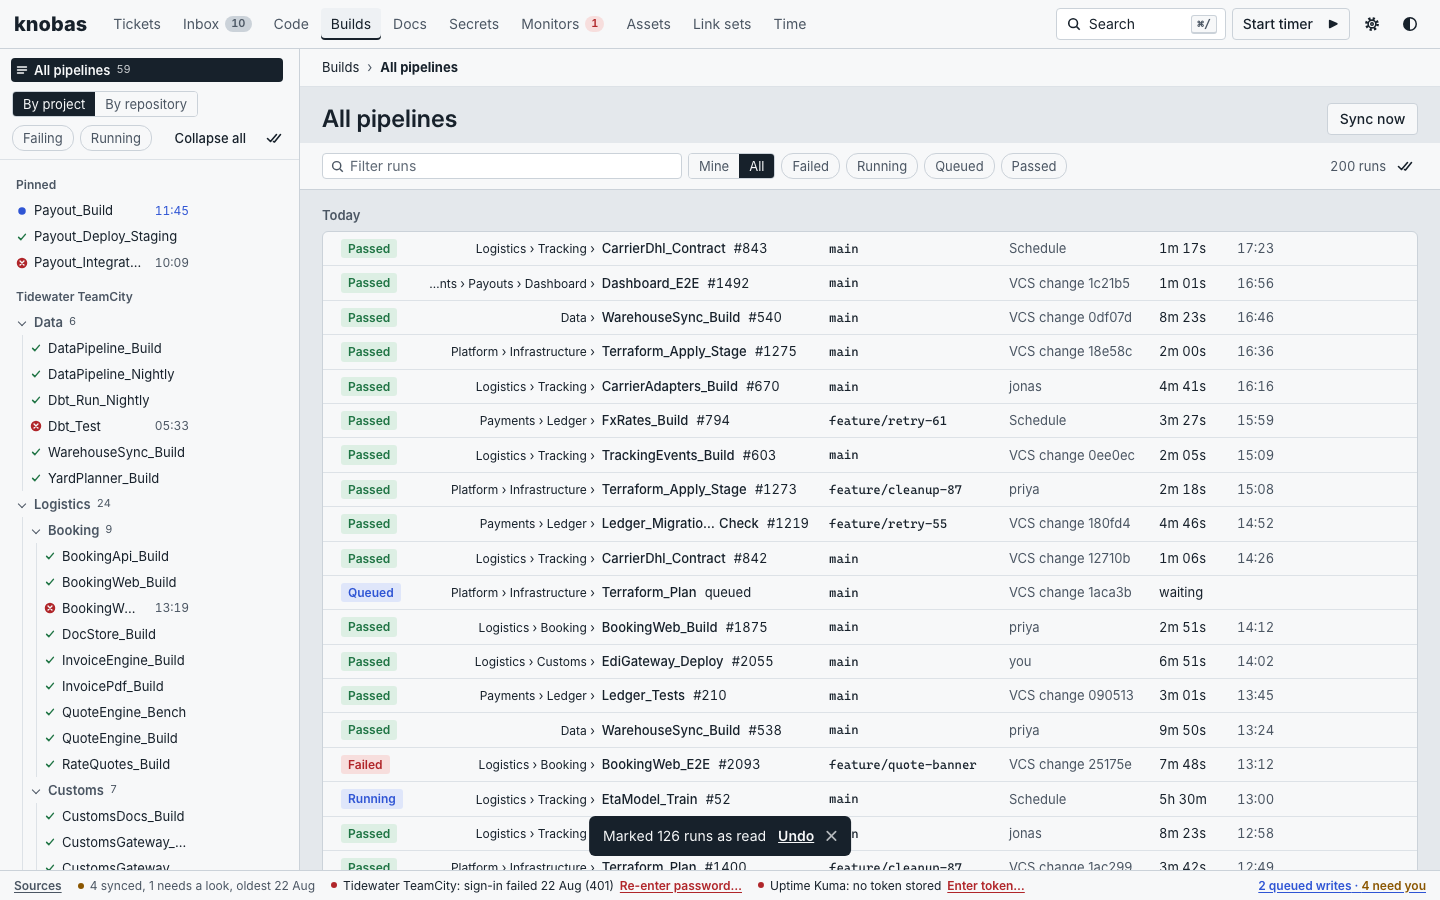 knobas Tickets Inbox 10 Code Builds Docs Secrets Monitors 1 Assets Link sets Time Search ⌘/ Start timer
All pipelines 59
By project By repository
Failing Running Collapse all
Pinned
Payout_Build 11:45
Payout_Deploy_Staging
Payout_Integrat... 10:09
Tidewater TeamCity
Data 6
DataPipeline_Build
DataPipeline_Nightly
Dbt_Run_Nightly
Dbt_Test 05:33
WarehouseSync_Build
YardPlanner_Build
Logistics 24
Booking 9
BookingApi_Build
BookingWeb_Build
BookingW... 13:19
DocStore_Build
InvoiceEngine_Build
InvoicePdf_Build
QuoteEngine_Bench
QuoteEngine_Build
RateQuotes_Build
Customs 7
CustomsDocs_Build
CustomsGateway_...
CustomsGateway
Builds › All pipelines
All pipelines Sync now
Filter runs Mine All Failed Running Queued Passed 200 runs
Today
Passed Logistics › Tracking › CarrierDhl_Contract #843 main Schedule 1m 17s 17:23
Passed ...nts › Payouts › Dashboard › Dashboard_E2E #1492 main VCS change 1c21b5 1m 01s 16:56
Passed Data › WarehouseSync_Build #540 main VCS change 0df07d 8m 23s 16:46
Passed Platform › Infrastructure › Terraform_Apply_Stage #1275 main VCS change 18e58c 2m 00s 16:36
Passed Logistics › Tracking › CarrierAdapters_Build #670 main jonas 4m 41s 16:16
Passed Payments › Ledger › FxRates_Build #794 feature/retry-61 Schedule 3m 27s 15:59
Passed Logistics › Tracking › TrackingEvents_Build #603 main VCS change 0ee0ec 2m 05s 15:09
Passed Platform › Infrastructure › Terraform_Apply_Stage #1273 feature/cleanup-87 priya 2m 18s 15:08
Passed Payments › Ledger › Ledger_Migratio... Check #1219 feature/retry-55 VCS change 180fd4 4m 46s 14:52
Passed Logistics › Tracking › CarrierDhl_Contract #842 main VCS change 12710b 1m 06s 14:26
Queued Platform › Infrastructure › Terraform_Plan queued main VCS change 1aca3b waiting
Passed Logistics › Booking › BookingWeb_Build #1875 main priya 2m 51s 14:12
Passed Logistics › Customs › EdiGateway_Deploy #2055 main you 6m 51s 14:02
Passed Payments › Ledger › Ledger_Tests #210 main VCS change 090513 3m 01s 13:45
Passed Data › WarehouseSync_Build #538 main priya 9m 50s 13:24
Failed Logistics › Booking › BookingWeb_E2E #2093 feature/quote-banner VCS change 25175e 7m 48s 13:12
Running Logistics › Tracking › EtaModel_Train #52 main Schedule 5h 30m 13:00
Passed Logistics › Tracking jonas 8m 23s 12:58
Passed Platform › Infrastructure › Terraform_Plan #1400 feature/cleanup-87 VCS change 1ac299 3m 42s 12:49
Marked 126 runs as read Undo
Sources 4 synced, 1 needs a look, oldest 22 Aug Tidewater TeamCity: sign-in failed 22 Aug (401) Re-enter password... Uptime Kuma: no token stored Enter token... 2 queued writes · 4 need you